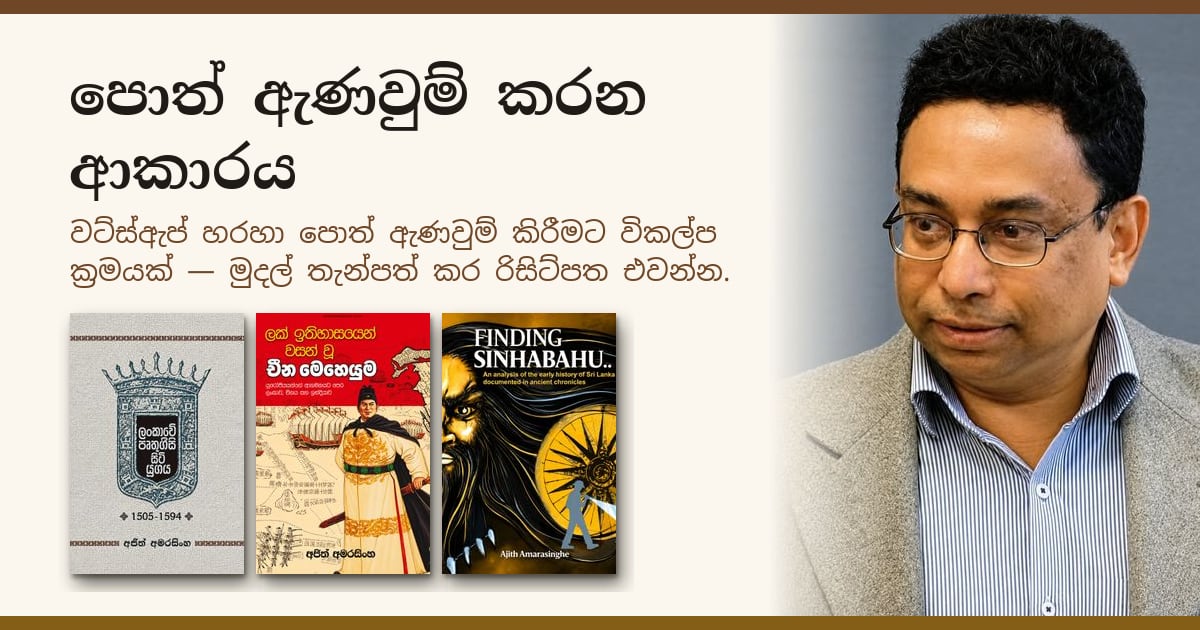 පොත් ඇණවුම් කරන
ආකාරය
වට්ස්ඇප් හරහා පොත් ඇණවුම් කිරීමට විකල්ප
ක්‍රමයක් — මුදල් තැන්පත් කර රිසිට්පත එවන්න.
ලංකාවේ
පෘතුගීසි
සිටි
යුගය
1505-1594
අජිත් අමරසිංහ
ලක් ඉතිහාසයෙන්
වසන් වූ
චීන මෙහෙයුම
අජිත් අමරසිංහ
FINDING
SINHABAHU..
An analysis of the early history of Sri Lanka
documented in ancient chronicles
Ajith Amarasinghe